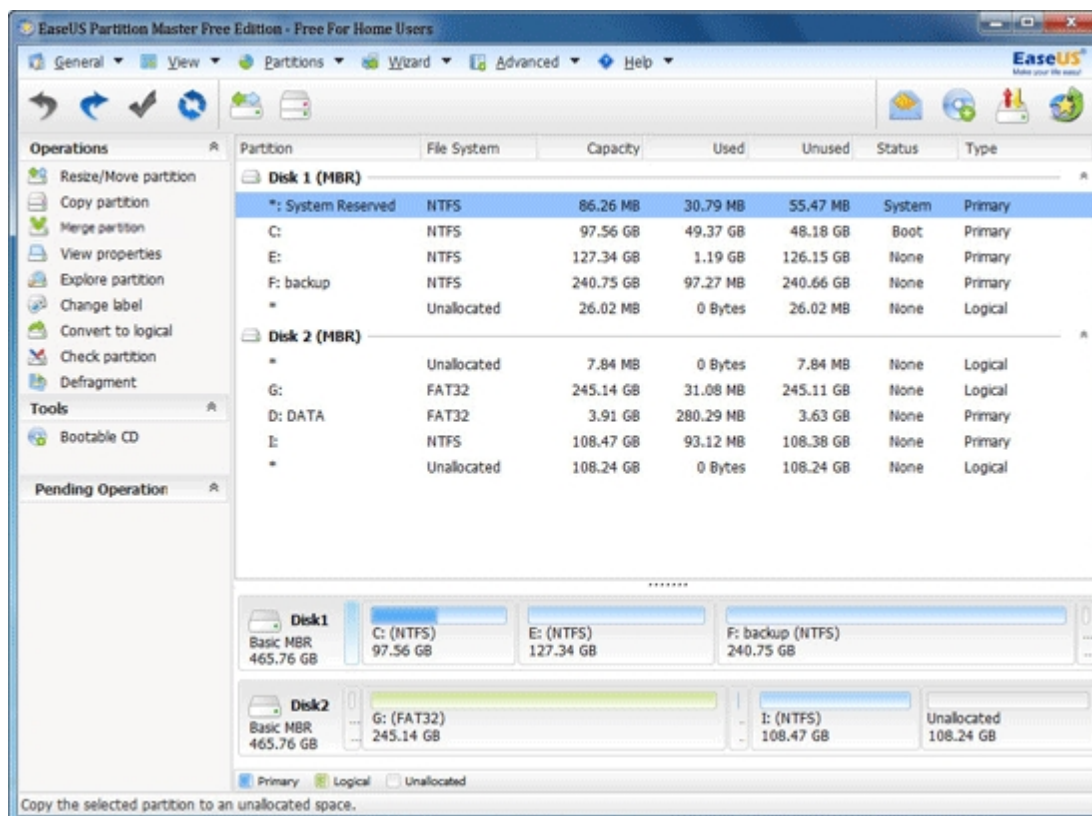 EaseUS Partition Master Free Edition - Free For Home Users
General View Partitions Wizard Advanced Help
EaseUS
Make your life easy!
Operations
Resize/Move partition
Copy partition
Merge partition
View properties
Explore partition
Change label
Convert to logical
Check partition
Defragment
Tools
Bootable CD
Pending Operation
Partition File System Capacity Used Unused Status Type
Disk 1 (MBR)
*: System Reserved NTFS 86.26 MB 30.79 MB 55.47 MB System Primary
C: NTFS 97.56 GB 49.37 GB 48.18 GB Boot Primary
E: NTFS 127.34 GB 1.19 GB 126.15 GB None Primary
F: backup NTFS 240.75 GB 97.27 MB 240.66 GB None Primary
* Unallocated 26.02 MB 0 Bytes 26.02 MB None Logical
Disk 2 (MBR)
* Unallocated 7.84 MB 0 Bytes 7.84 MB None Logical
G: FAT32 245.14 GB 31.08 MB 245.11 GB None Logical
D: DATA FAT32 3.91 GB 280.29 MB 3.63 GB None Primary
I: NTFS 108.47 GB 93.12 MB 108.38 GB None Primary
* Unallocated 108.24 GB 0 Bytes 108.24 GB None Logical
Disk1
Basic MBR
465.76 GB
C: (NTFS)
97.56 GB
E: (NTFS)
127.34 GB
F: backup (NTFS)
240.75 GB
...
...
Disk2
Basic MBR
465.76 GB
...
...
G: (FAT32)
245.14 GB
I: (NTFS)
108.47 GB
Unallocated
108.24 GB
Primary Logical Unallocated
Copy the selected partition to an unallocated space.